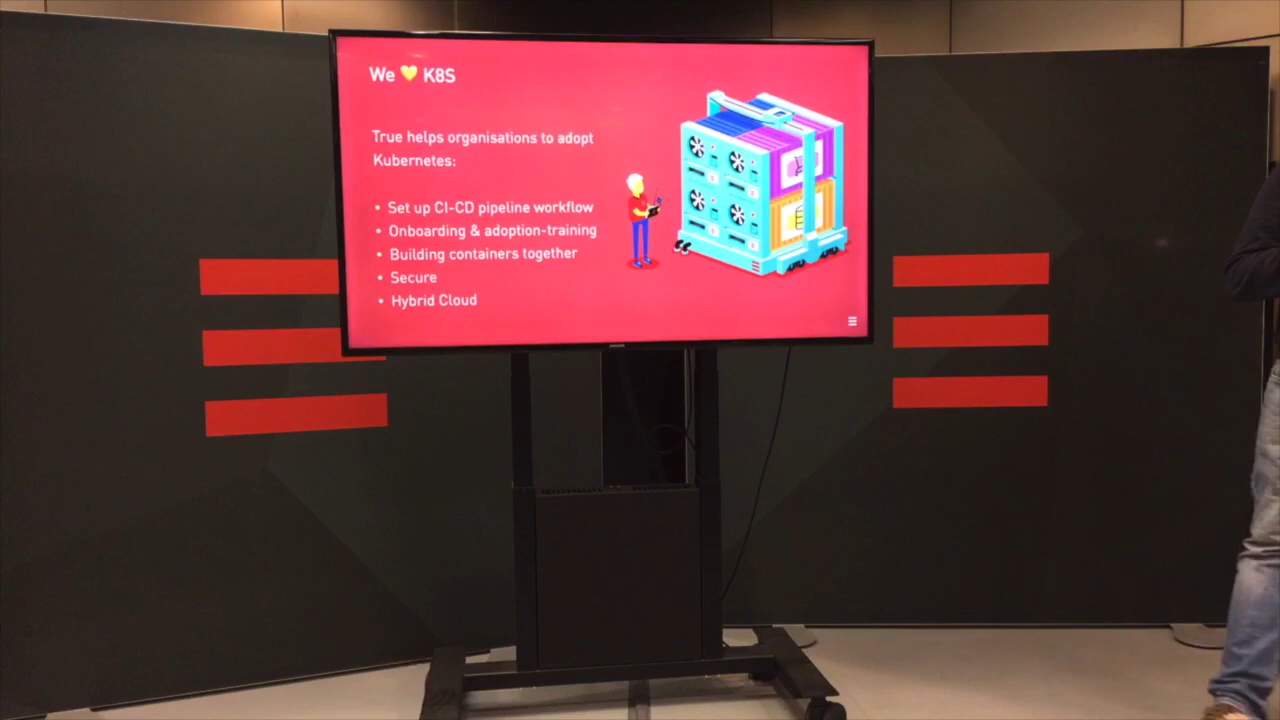 We 💛 K8S
True helps organisations to adopt
Kubernetes:
• Set up CI-CD pipeline workflow
• Onboarding & adoption-training
• Building containers together
• Secure
• Hybrid Cloud